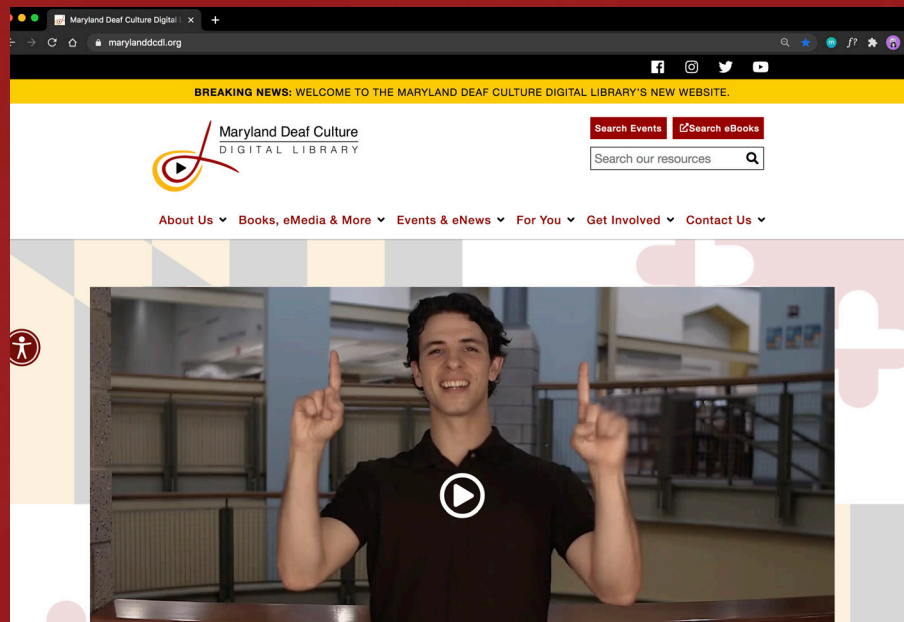 Maryland Deaf Culture Digital
marylanddcdl.org
BREAKING NEWS: WELCOME TO THE MARYLAND DEAF CULTURE DIGITAL LIBRARY'S NEW WEBSITE.
Maryland Deaf Culture
DIGITAL LIBRARY
Search Events
Search eBooks
Search our resources
About Us Books, eMedia & More Events & eNews For You Get Involved Contact Us